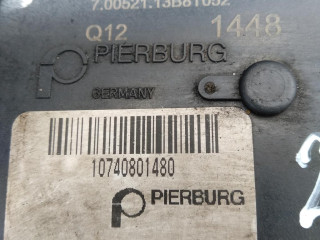 7.00521.13B81052
Q12 1448
PIERBURG
GERMANY
10740801480
PIERBURG